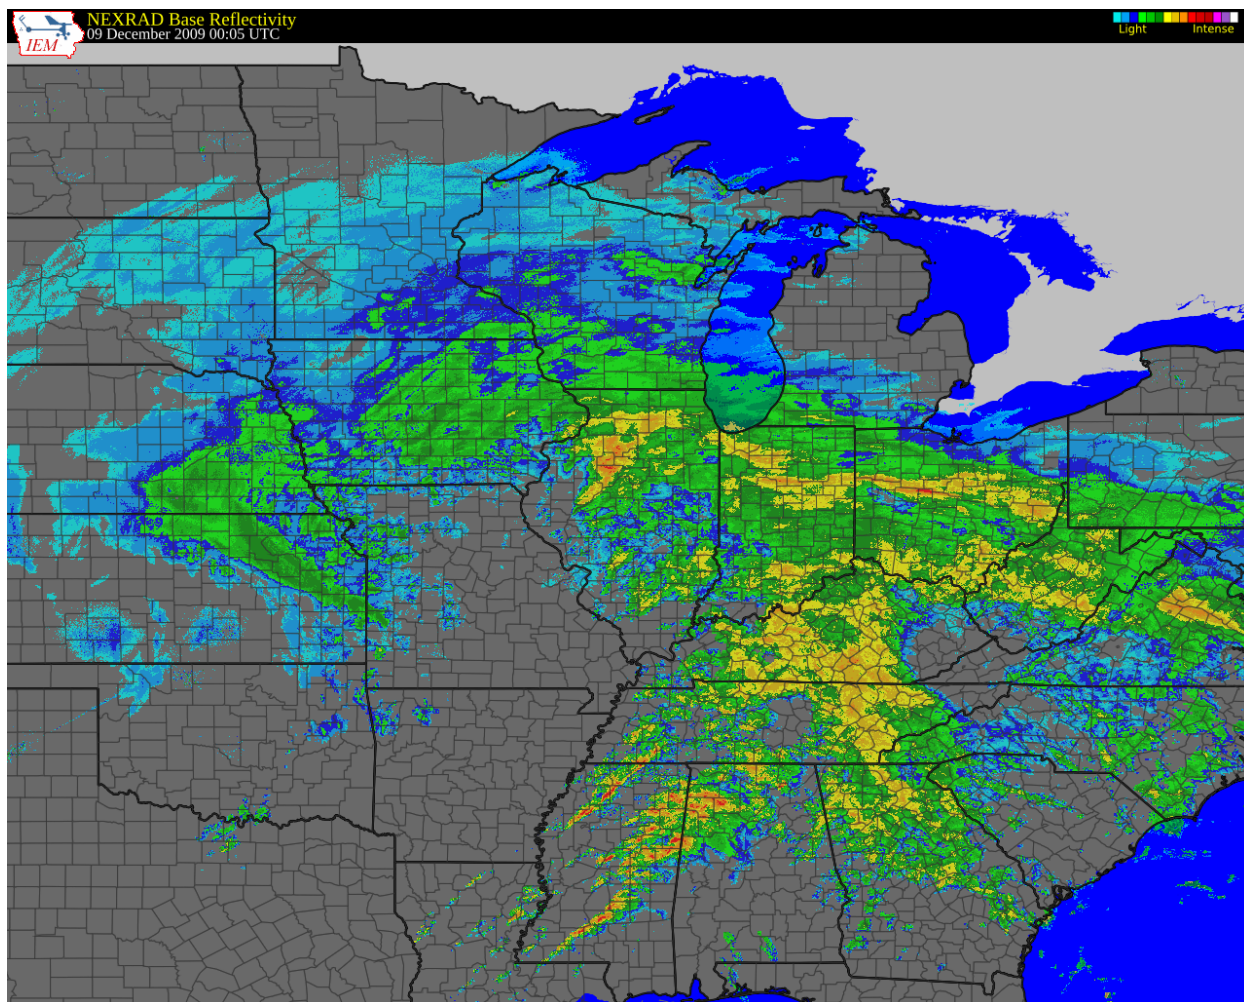 IEM
NEXRAD Base Reflectivity
09 December 2009 00:05 UTC
Light
Intense